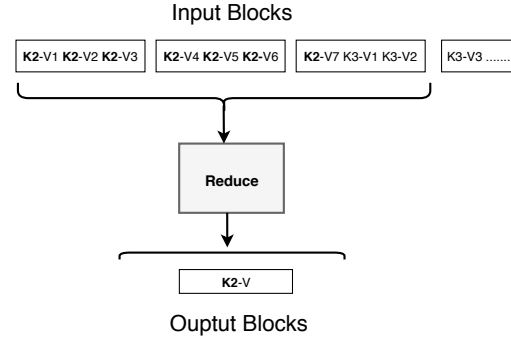 Input Blocks
K2-V1 K2-V2 K2-V3
K2-V4 K2-V5 K2-V6
K2-V7 K3-V1 K3-V2
K3-V3 .......
Reduce
K2-V
Ouptut Blocks